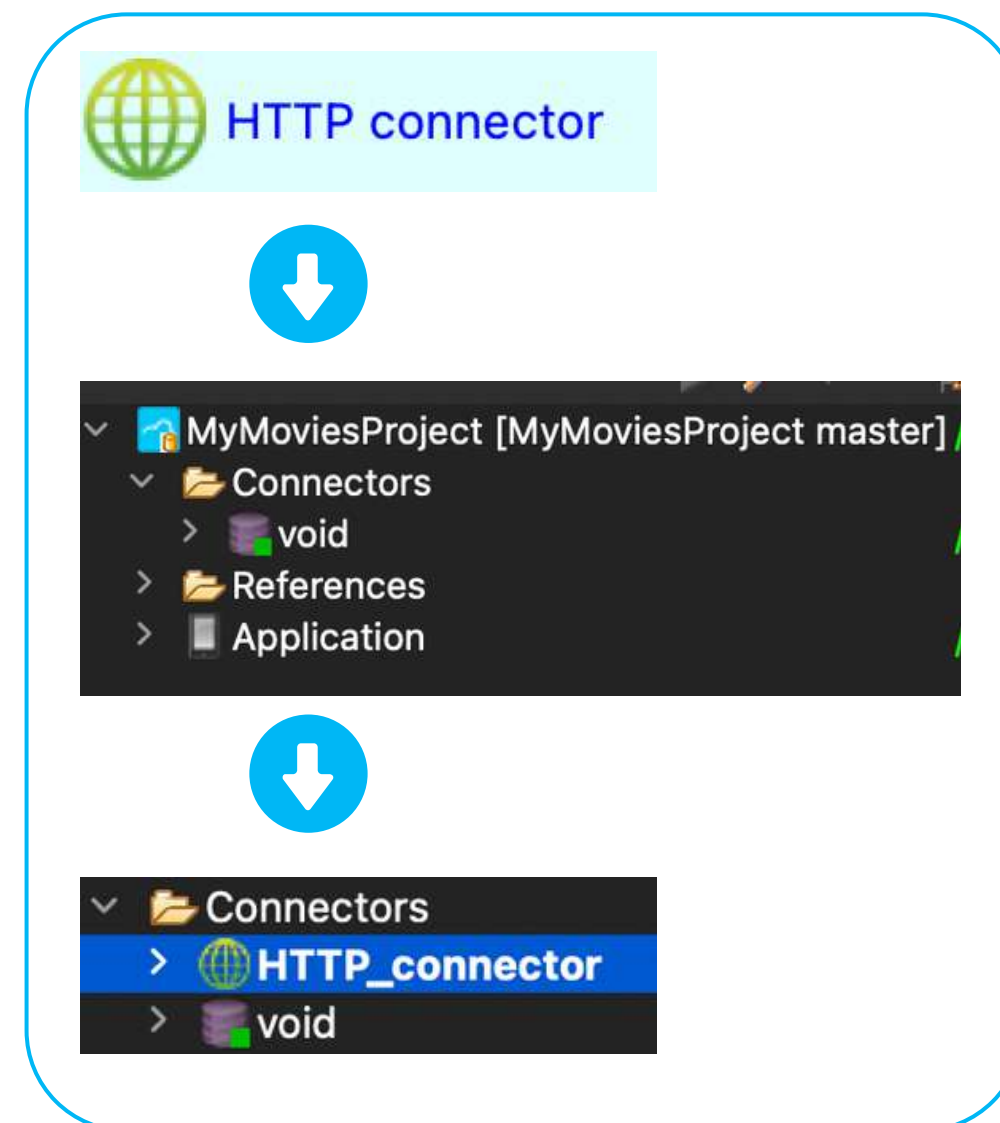 HTTP connector
MyMoviesProject [MyMoviesProject master]
Connectors
void
References
Application
Connectors
HTTP_connector
void